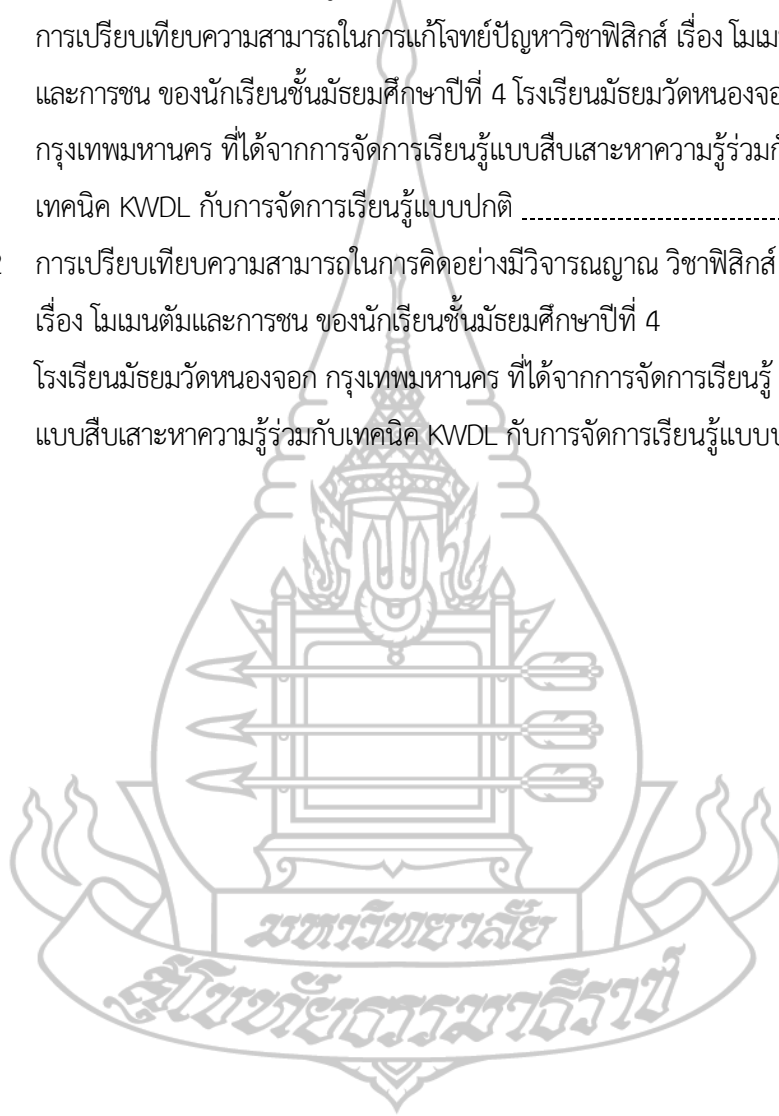 การเปรียบเทียบความสามารถในการแก้โจทย์ปัญหาวิชาฟิสิกส์ เรื่อง
และการชน ของนักเรียนชั้นมัธยมศึกษาปีที่ 4 โรงเรียนมัธยมวัดหนองจอ
กรุงเทพมหานคร ที่ได้จากการจัดการเรียนรู้แบบสืบเสาะหาความรู้ร่วมกั
เทคนิค KWDL กับการจัดการเรียนรู้แบบปกติ
การเปรียบเทียบความสามารถในการคิดอย่างมีวิจารณญาณ วิชาฟิสิกส์
เรื่อง โมเมนตัมและการชน ของนักเรียนชั้นมัธยมศึกษาปีที่ 4
โรงเรียนมัธยมวัดหนองจอก กรุงเทพมหานคร ที่ได้จากการจัดการเรียนรู้
แบบสืบเสาะหาความรู้ร่วมกับเทคนิค KWDL กับการจัดการเรียนรู้แบบ
มหาวิทยาลัย
สุโขทัยธรรมาธิราช